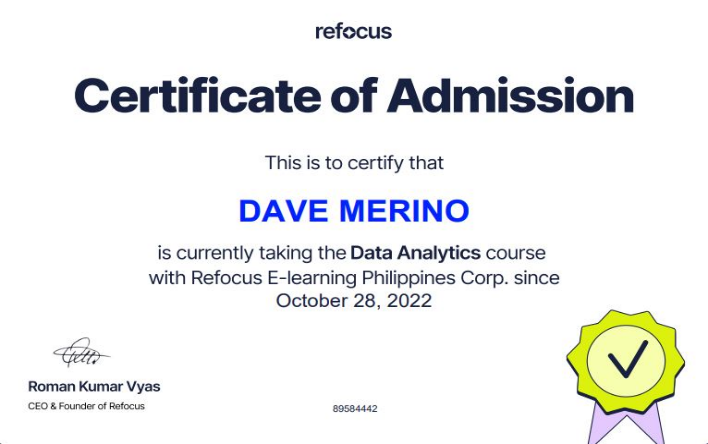 refocus
Certificate of Admission
This is to certify that
DAVE MERINO
is currently taking the Data Analytics course
with Refocus E-learning Philippines Corp. since
October 28, 2022
Roman Kumar Vyas
CEO & Founder of Refocus
89584442